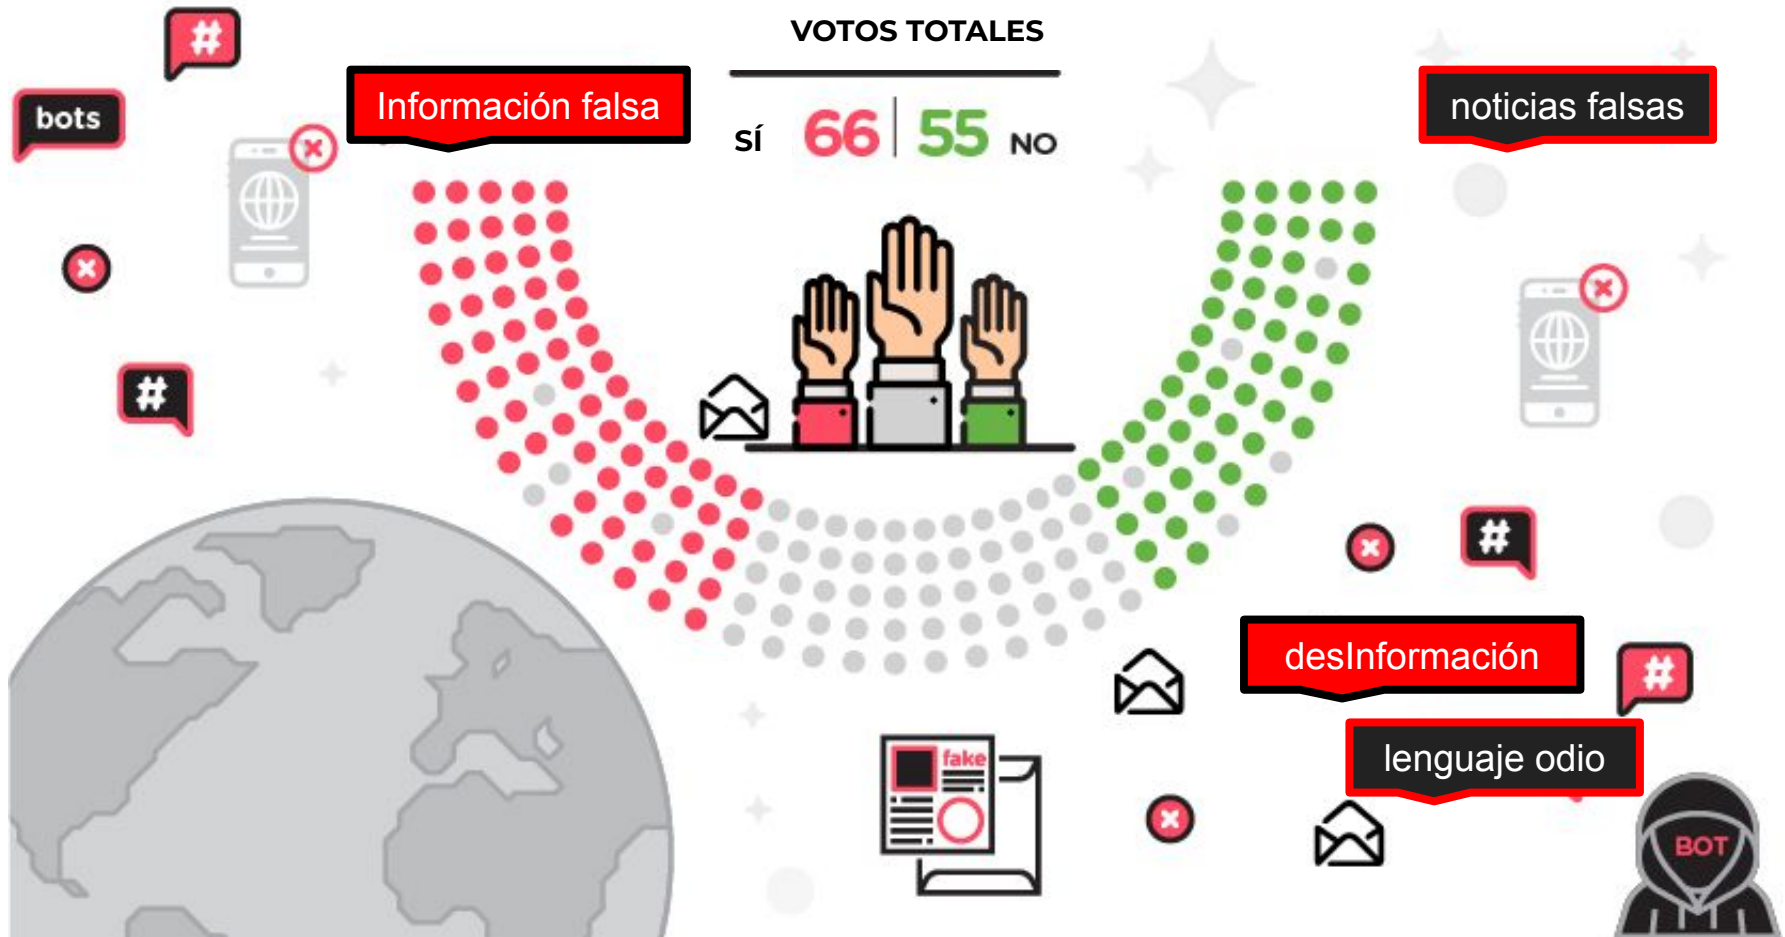 VOTOS TOTALES
#
bots
Información falsa
SÍ 66 | 55 NO
noticias falsas
#
#
desInformación
#
lenguaje odio
fake
BOT